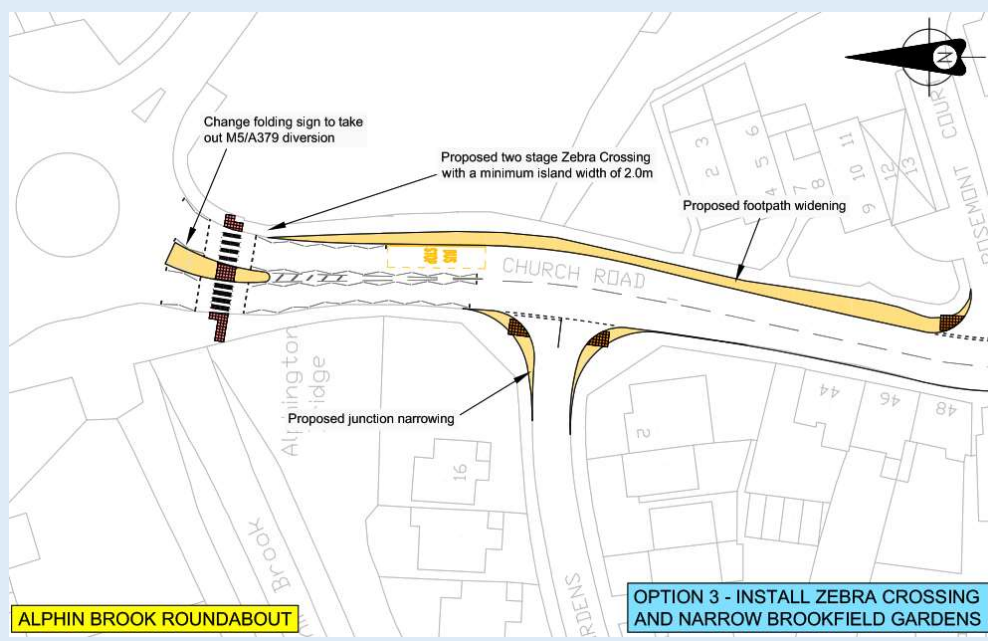 N
Change folding sign to take
out M5/A379 diversion
Proposed two stage Zebra Crossing
with a minimum island width of 2.0m
Proposed footpath widening
COURT
ROSEMONT
2
3
4
5
6
7
8
9
10
11
12
13
BUS
STOP
CHURCH ROAD
Alphington
Proposed junction narrowing
44
46
48
2
16
Brook
ALPHIN BROOK ROUNDABOUT
OPTION 3 - INSTALL ZEBRA CROSSING
AND NARROW BROOKFIELD GARDENS